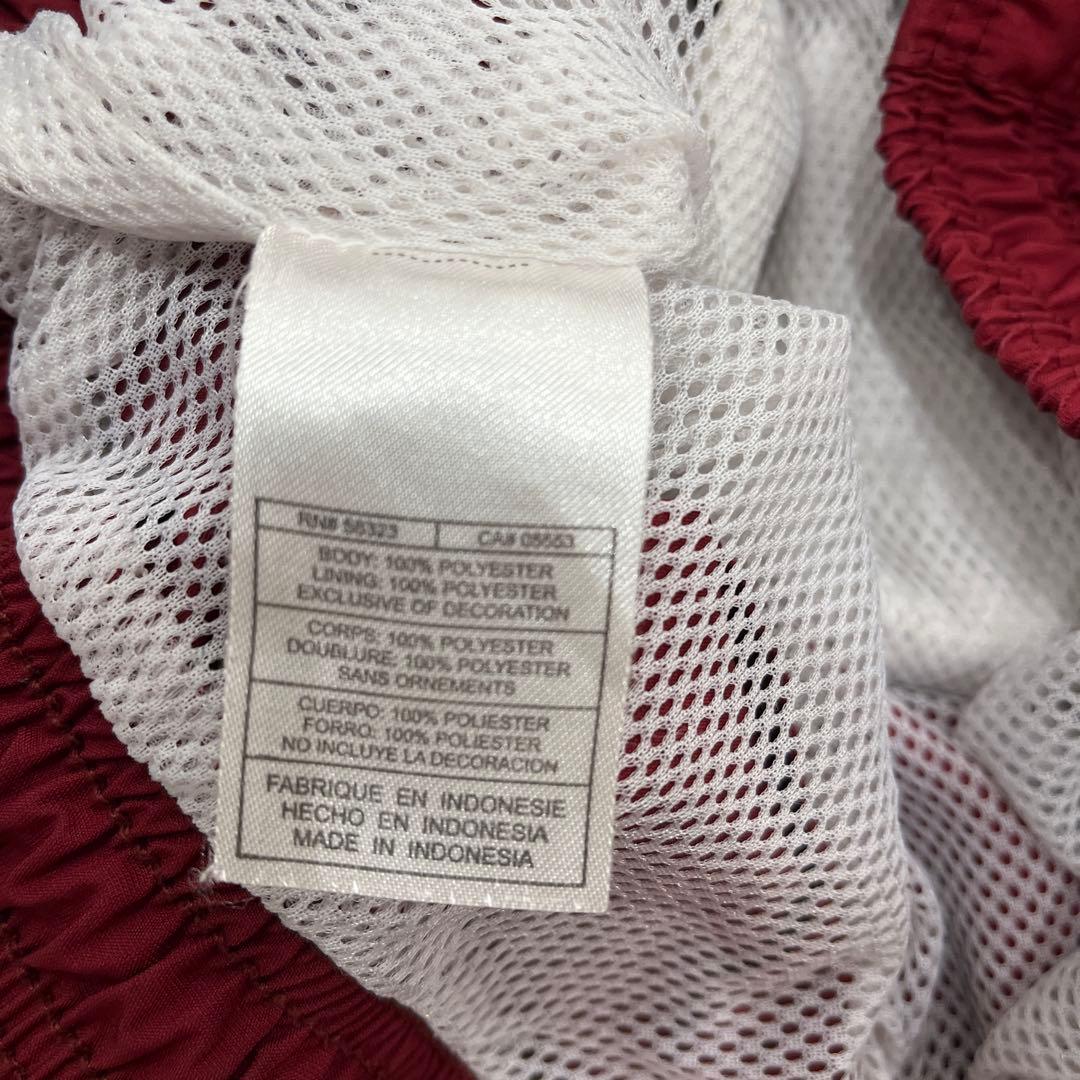 RN# 56323 CA# 05553
BODY: 100% POLYESTER
LINING: 100% POLYESTER
EXCLUSIVE OF DECORATION
CORPS: 100% POLYESTER
DOUBLURE: 100% POLYESTER
SANS ORNEMENTS
CUERPO: 100% POLIESTER
FORRO: 100% POLIESTER
NO INCLUYE LA DECORACION
FABRIQUE EN INDONESIE
HECHO EN INDONESIA
MADE IN INDONESIA